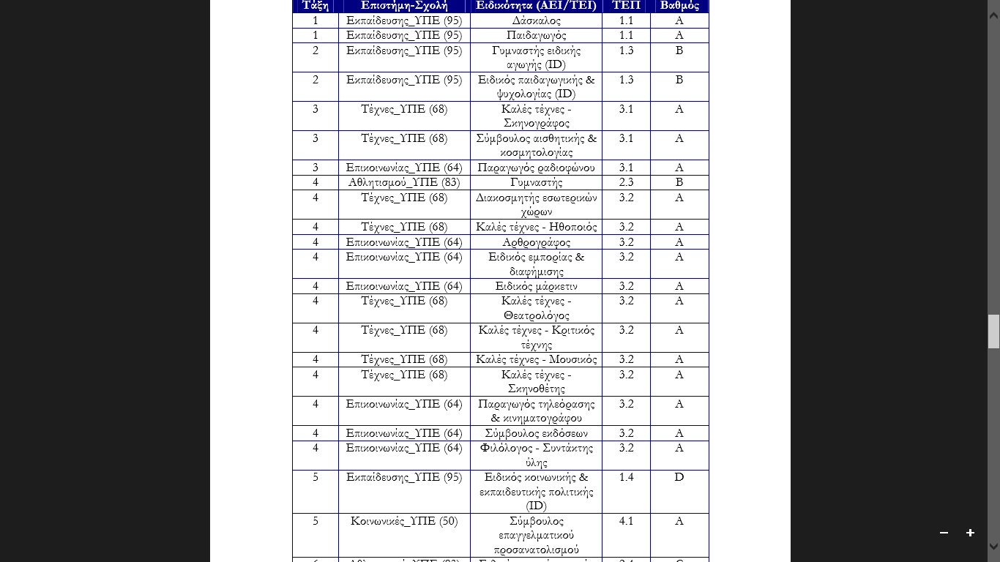 Τάξη Επιστήμη-Σχολή Ειδικότητα (ΑΕΙ/ΤΕΙ) ΤΕΠ Βαθμός
1 Εκπαίδευσης_ΥΠΕ (95) Δάσκαλος 1.1 A
1 Εκπαίδευσης_ΥΠΕ (95) Παιδαγωγός 1.1 A
2 Εκπαίδευσης_ΥΠΕ (95) Γυμναστής ειδικής 1.3 B
αγωγής (ID)
2 Εκπαίδευσης_ΥΠΕ (95) Ειδικός παιδαγωγικής & 1.3 B
ψυχολογίας (ID)
3 Τέχνες_ΥΠΕ (68) Καλές τέχνες - 3.1 A
Σκηνογράφος
3 Τέχνες_ΥΠΕ (68) Σύμβουλος αισθητικής & 3.1 A
κοσμητολογίας
3 Επικοινωνίας_ΥΠΕ (64) Παραγωγός ραδιοφώνου 3.1 A
4 Αθλητισμού_ΥΠΕ (83) Γυμναστής 2.3 B
4 Τέχνες_ΥΠΕ (68) Διακοσμητής εσωτερικών 3.2 A
χώρων
4 Τέχνες_ΥΠΕ (68) Καλές τέχνες - Ηθοποιός 3.2 A
4 Επικοινωνίας_ΥΠΕ (64) Αρθρογράφος 3.2 A
4 Επικοινωνίας_ΥΠΕ (64) Ειδικός εμπορίας & 3.2 A
διαφήμισης
4 Επικοινωνίας_ΥΠΕ (64) Ειδικός μάρκετιν 3.2 A
4 Τέχνες_ΥΠΕ (68) Καλές τέχνες - 3.2 A
Θεατρολόγος
4 Τέχνες_ΥΠΕ (68) Καλές τέχνες - Κριτικός 3.2 A
τέχνης
4 Τέχνες_ΥΠΕ (68) Καλές τέχνες - Μουσικός 3.2 A
4 Τέχνες_ΥΠΕ (68) Καλές τέχνες - 3.2 A
Σκηνοθέτης
4 Επικοινωνίας_ΥΠΕ (64) Παραγωγός τηλεόρασης 3.2 A
& κινηματογράφου
4 Επικοινωνίας_ΥΠΕ (64) Σύμβουλος εκδόσεων 3.2 A
4 Επικοινωνίας_ΥΠΕ (64) Φιλόλογος - Συντάκτης 3.2 A
ύλης
5 Εκπαίδευσης_ΥΠΕ (95) Ειδικός κοινωνικής & 1.4 D
εκπαιδευτικής πολιτικής
(ID)
5 Κοινωνικές_ΥΠΕ (50) Σύμβουλος 4.1 A
επαγγελματικού
προσανατολισμού